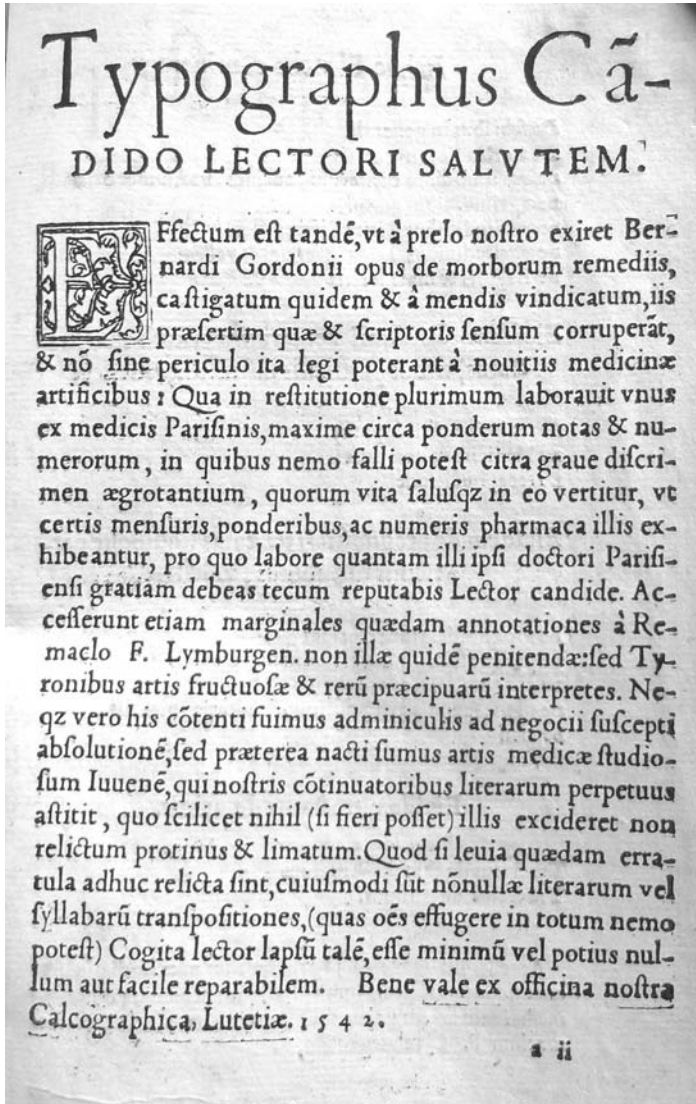 Typographus Cã-
DIDO LECTORI SALVTEM.
EFfectum eſt tandẽ,vt à prelo noſtro exiret Ber-
nardi Gordonii opus de morborum remediis,
caſtigatum quidem & à mendis vindicatum,iis
præſertim quæ & ſcriptoris ſenſum corruperãt,
& nõ ſine periculo ita legi poterant à nouitiis medicinæ
artificibus : Qua in reſtitutione plurimum laborauit vnus
ex medicis Pariſinis,maxime circa ponderum notas & nu-
merorum, in quibus nemo falli poteſt citra graue diſcri-
men ægrotantium, quorum vita ſaluſqz in eo vertitur, vt
certis menſuris,ponderibus,ac numeris pharmaca illis ex-
hibeantur, pro quo labore quantam illi ipſi doctori Pariſi-
enſi gratiam debeas tecum reputabis Lector candide. Ac-
ceſſerunt etiam marginales quædam annotationes à Re-
maclo F. Lymburgen. non illæ quidẽ penitendæ:ſed Ty-
ronibus artis fructuoſæ & rerũ præcipuarũ interpretes. Ne-
qz vero his cõtenti fuimus adminiculis ad negocii ſuſcepti
abſolutionẽ,ſed præterea nacti ſumus artis medicæ ſtudio-
ſum Iuuenẽ,qui noſtris cõtinuatoribus literarum perpetuus
aſtitit, quo ſcilicet nihil (ſi fieri poſſet) illis excideret non
relictum protinus & limatum. Quod ſi leuia quædam erra-
tula adhuc relicta ſint,cuiuſmodi ſũt nõnullæ literarum vel
ſyllabarũ tranſpoſitiones,(quas oẽs effugere in totum nemo
poteſt) Cogita lector lapſũ talẽ,eſſe minimũ vel potius nul-
lum aut facile reparabilem. Bene vale ex officina noſtra
Calcographica, Lutetiæ. 1542.
a ii